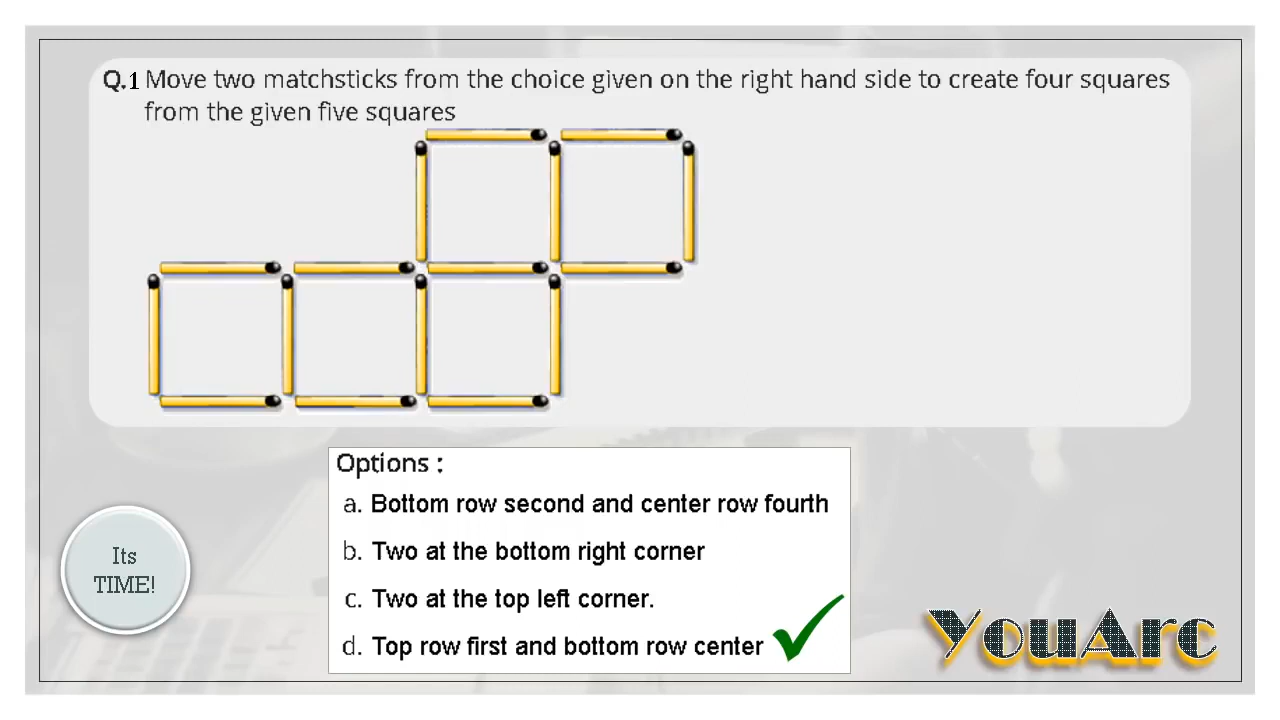 Q.1 Move two matchsticks from the choice given on the right hand side to create four squares
from the given five squares
Options :
a. Bottom row second and center row fourth
b. Two at the bottom right corner
c. Two at the top left corner.
d. Top row first and bottom row center
Its
TIME!
YouArc